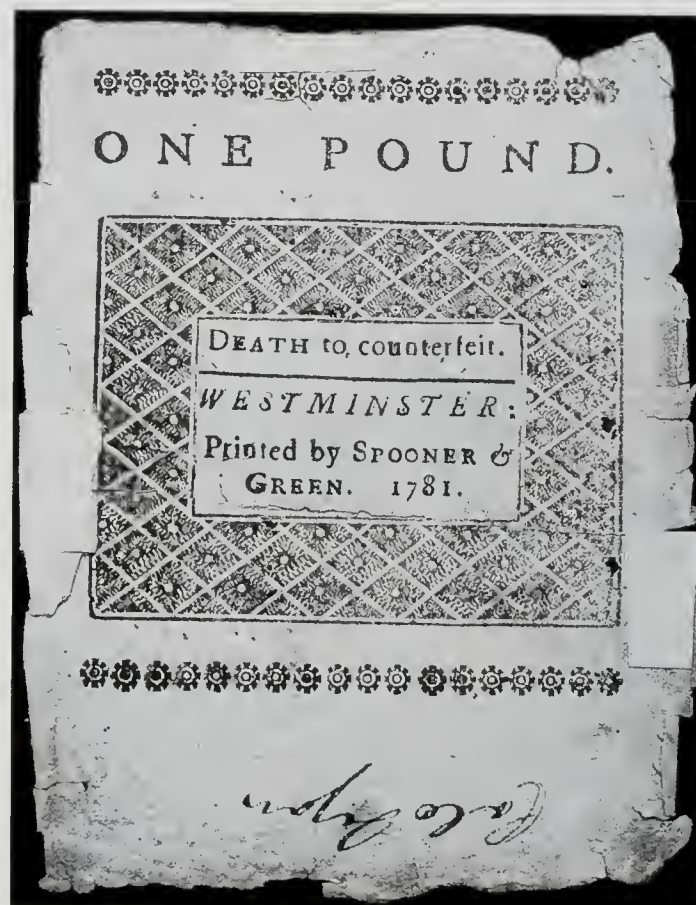 ONE POUND.
DEATH to counterfeit.
WESTMINSTER:
Printed by SPOONER &
GREEN. 1781.